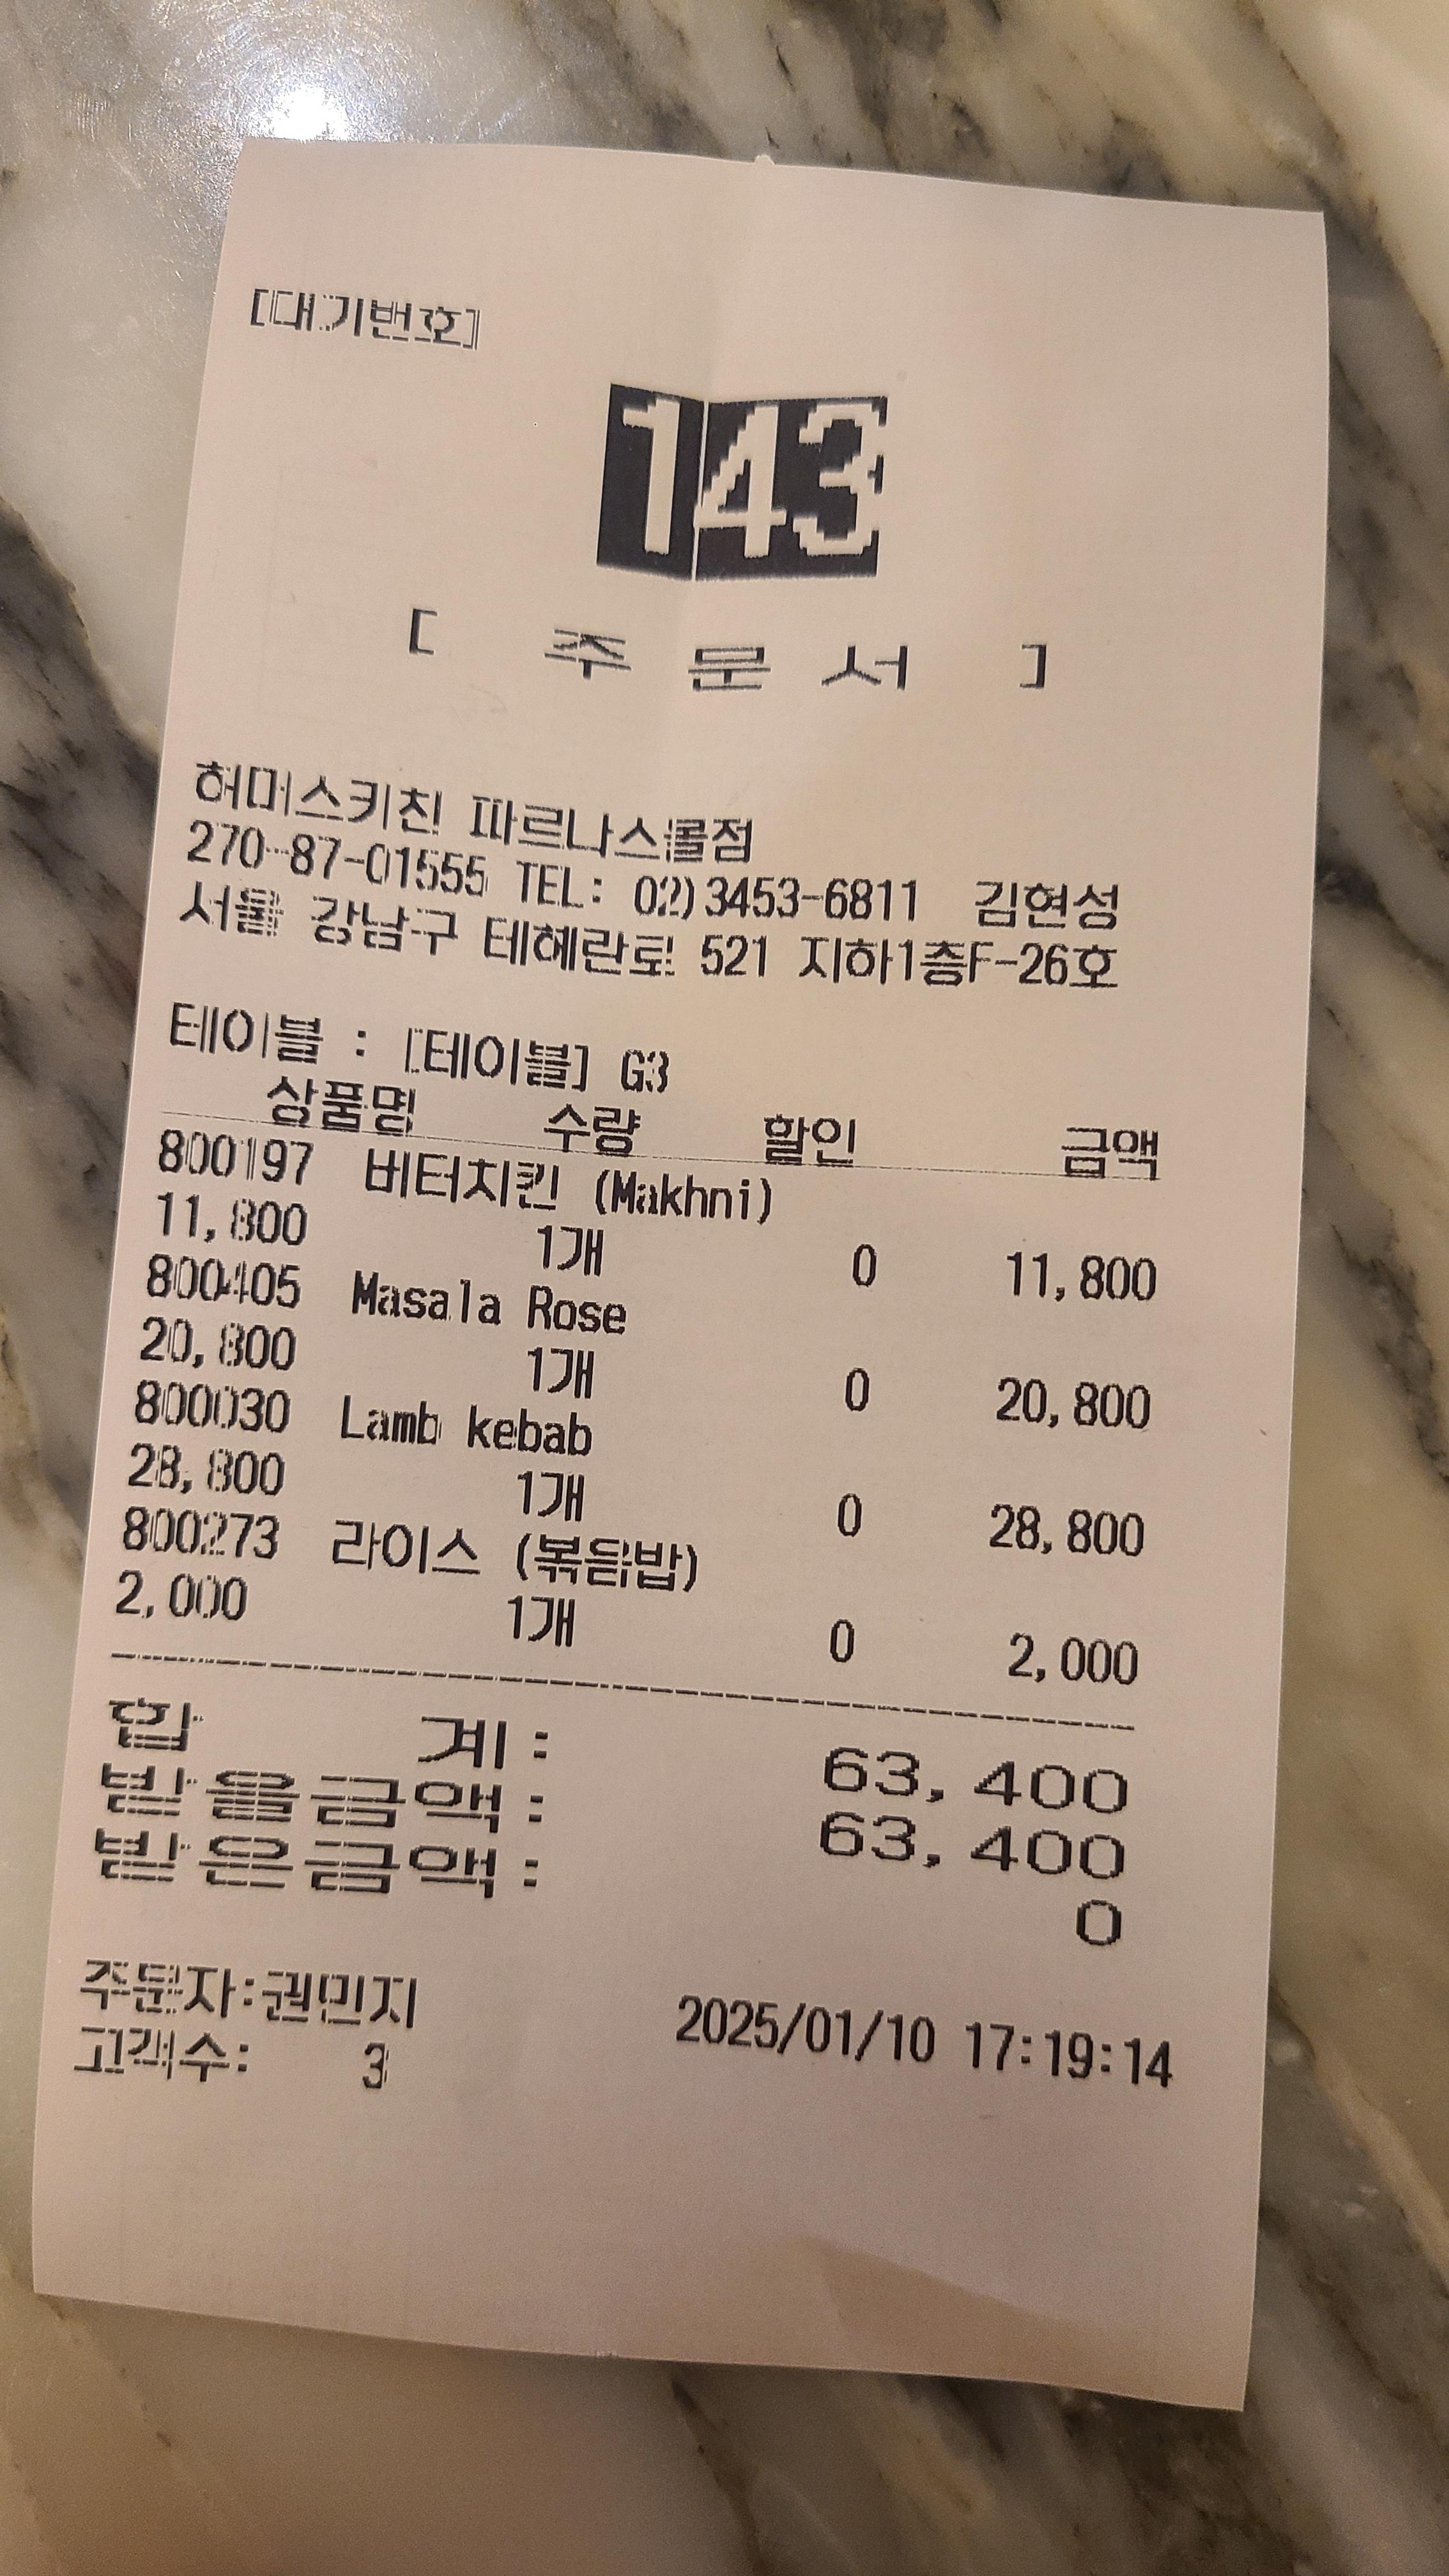 [대기번호]
143
[ 주 문 서 ]
허머스키친 파르나스몰점
270-87-01555 TEL: 02)3453-6811 김현성
서울 강남구 테헤란로 521 지하1층F-26호
테이블 : [테이블] G3
상품명 수량 할인 금액
800197 버터치킨 (Makhni)
11,800 1개 0 11,800
800405 Masala Rose
20,800 1개 0 20,800
800030 Lamb kebab
28,800 1개 0 28,800
800273 라이스 (볶음밥)
2,000 1개 0 2,000
합 계: 63,400
받을금액: 63,400
받은금액: 0
주문자:권민지 2025/01/10 17:19:14
고객수: 3